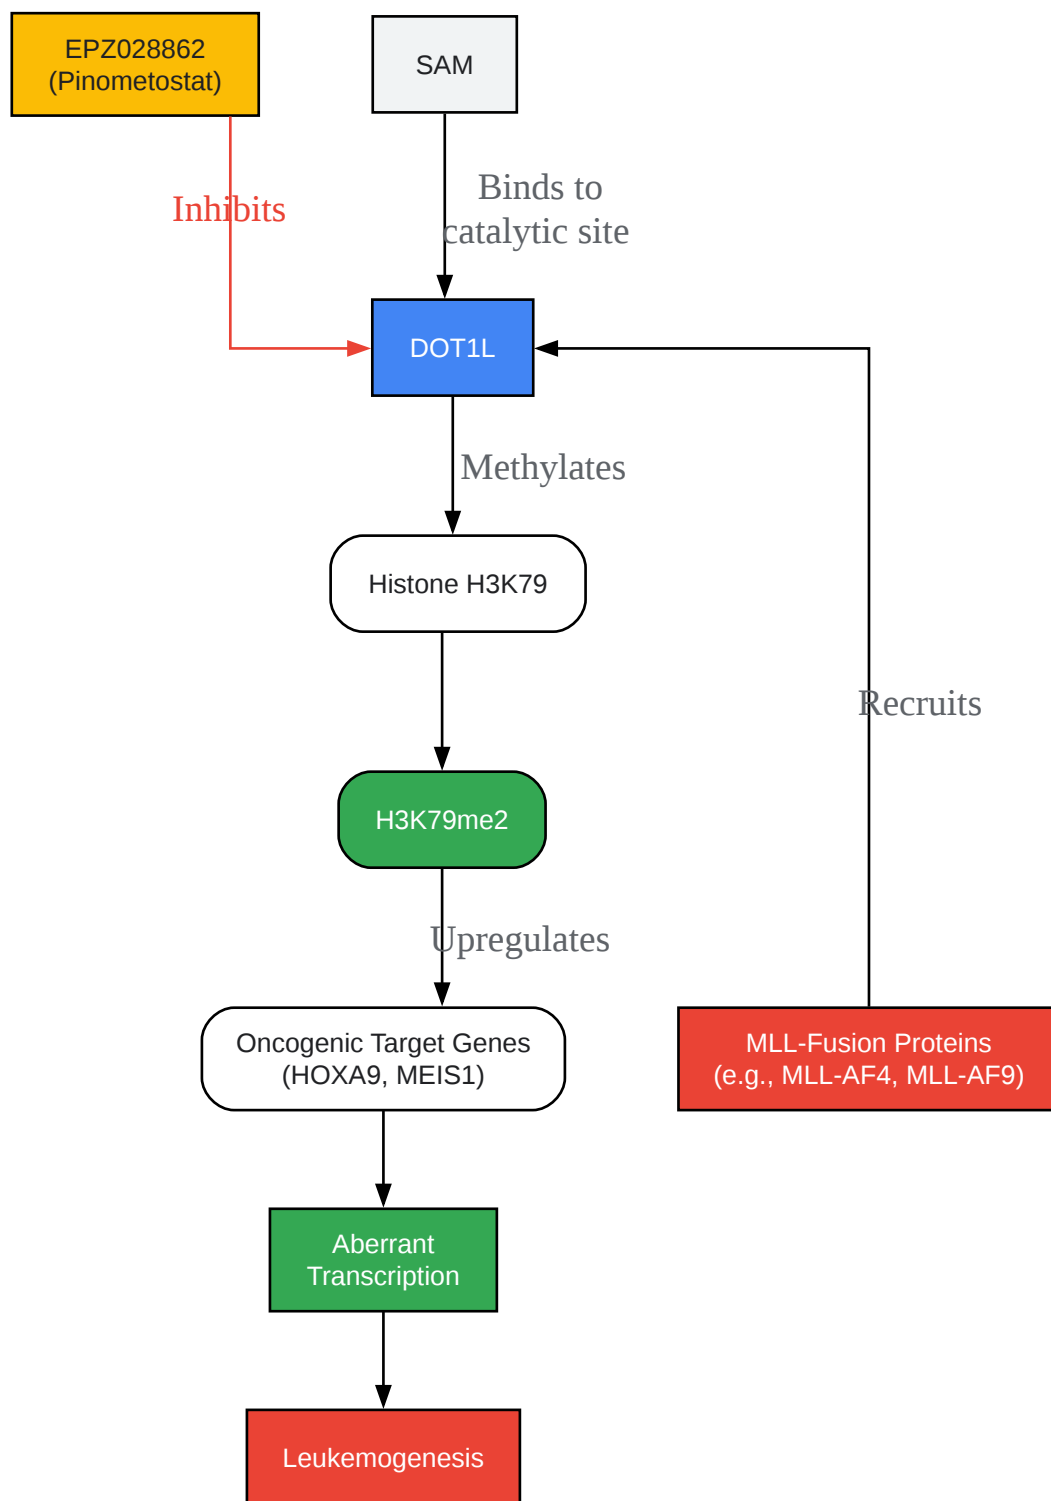 EPZ028862
(Pinometostat)
SAM
Inhibits
Binds to
catalytic site
DOT1L
Methylates
Histone H3K79
Recruits
H3K79me2
Upregulates
Oncogenic Target Genes
(HOXA9, MEIS1)
MLL-Fusion Proteins
(e.g., MLL-AF4, MLL-AF9)
Aberrant
Transcription
Leukemogenesis